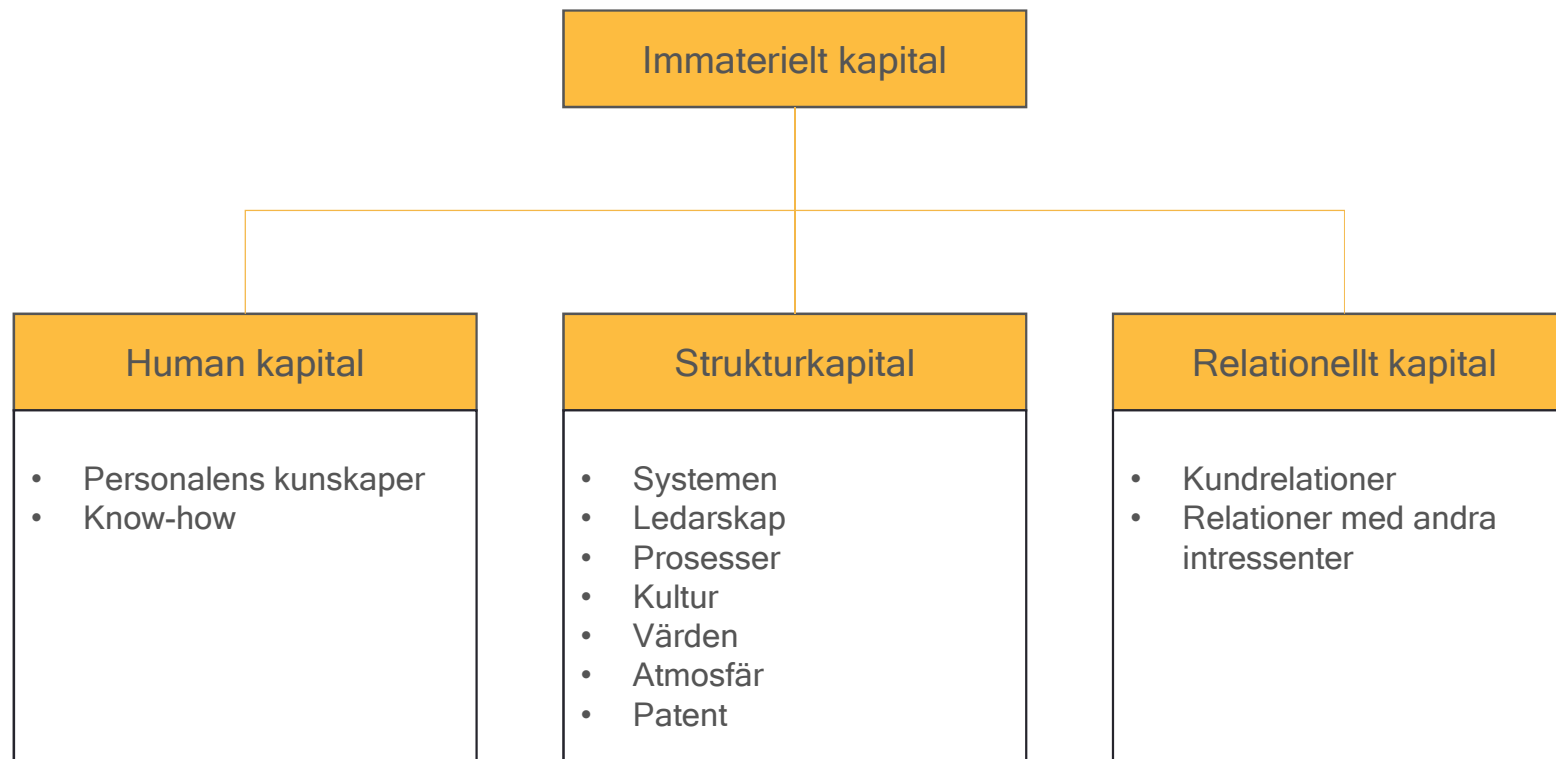 Immaterielt kapital
Human kapital
• Personalens kunskaper
• Know-how
Strukturkapital
• Systemen
• Ledarskap
• Prosesser
• Kultur
• Värden
• Atmosfär
• Patent
Relationellt kapital
• Kundrelationer
• Relationer med andra
intressenter